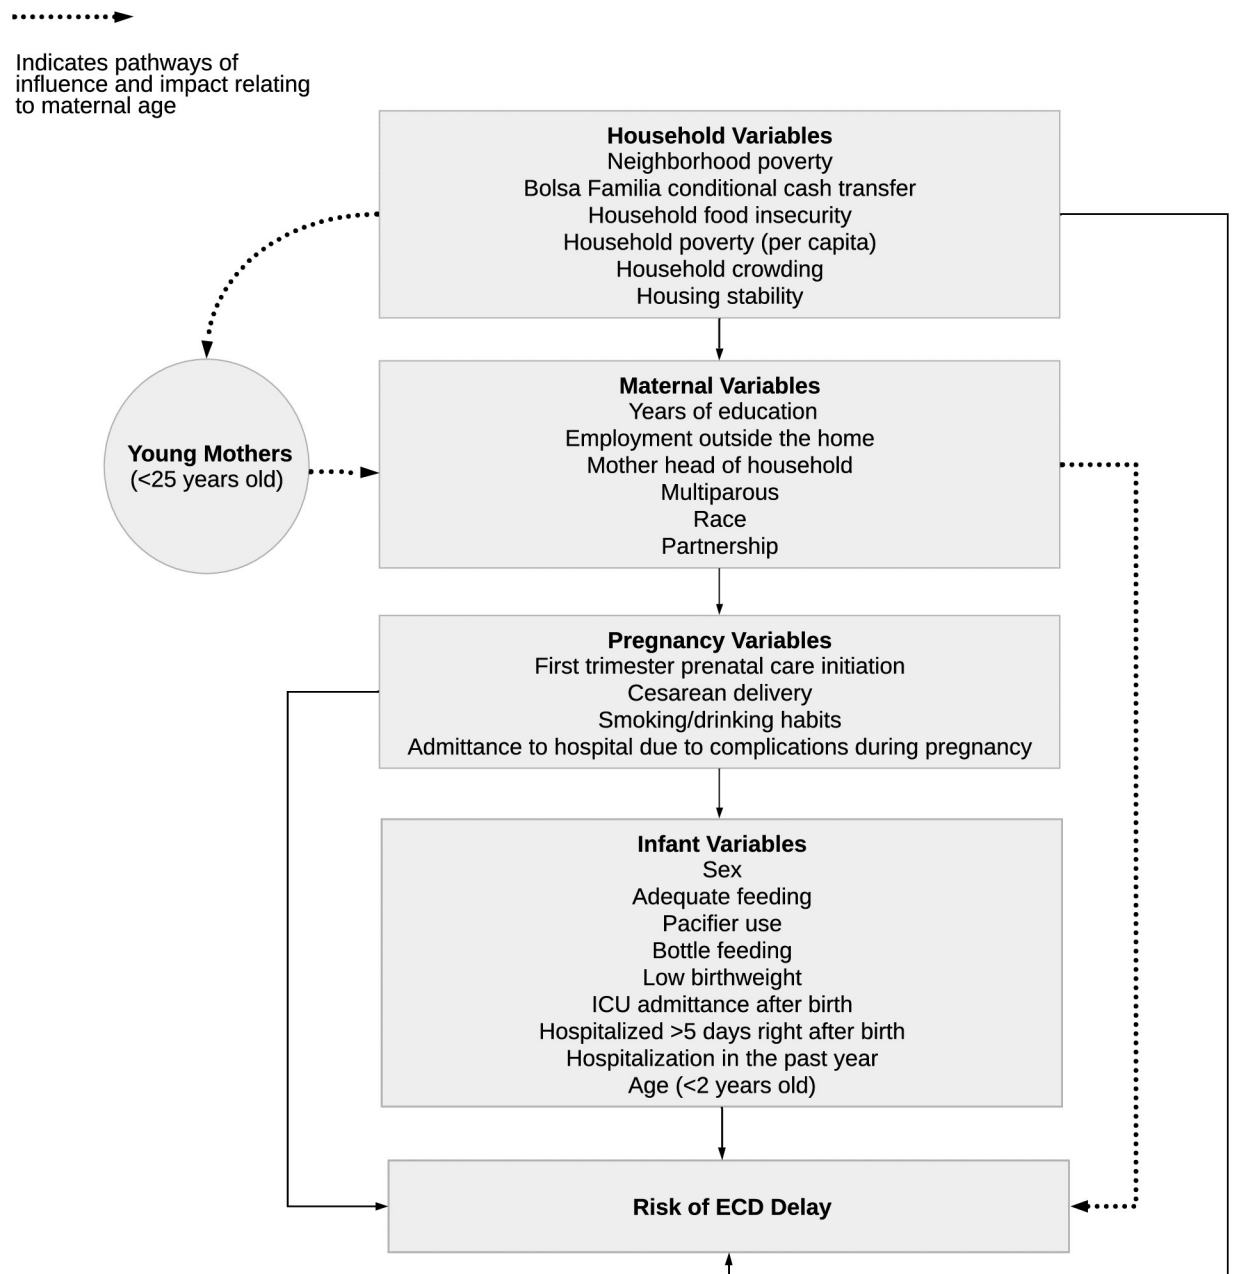 Indicates pathways of
influence and impact relating
to maternal age
Household Variables
Neighborhood poverty
Bolsa Familia conditional cash transfer
Household food insecurity
Household poverty (per capita)
Household crowding
Housing stability
Young Mothers
(<25 years old)
Maternal Variables
Years of education
Employment outside the home
Mother head of household
Multiparous
Race
Partnership
Pregnancy Variables
First trimester prenatal care initiation
Cesarean delivery
Smoking/drinking habits
Admittance to hospital due to complications during pregnancy
Infant Variables
Sex
Adequate feeding
Pacifier use
Bottle feeding
Low birthweight
ICU admittance after birth
Hospitalized >5 days right after birth
Hospitalization in the past year
Age (<2 years old)
Risk of ECD Delay